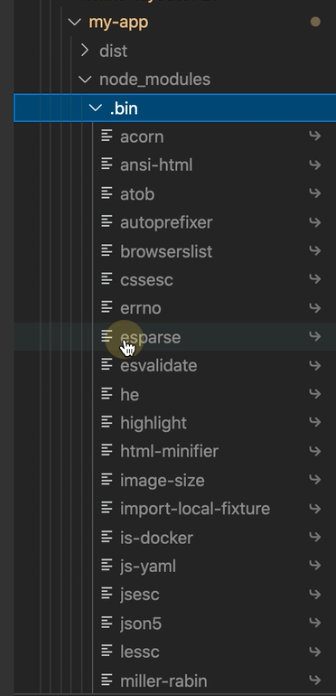 my-app
dist
node_modules
.bin
acorn
ansi-html
atob
autoprefixer
browserslist
cssesc
errno
esparse
esvalidate
he
highlight
html-minifier
image-size
import-local-fixture
is-docker
js-yaml
jsesc
json5
lessc
miller-rabin